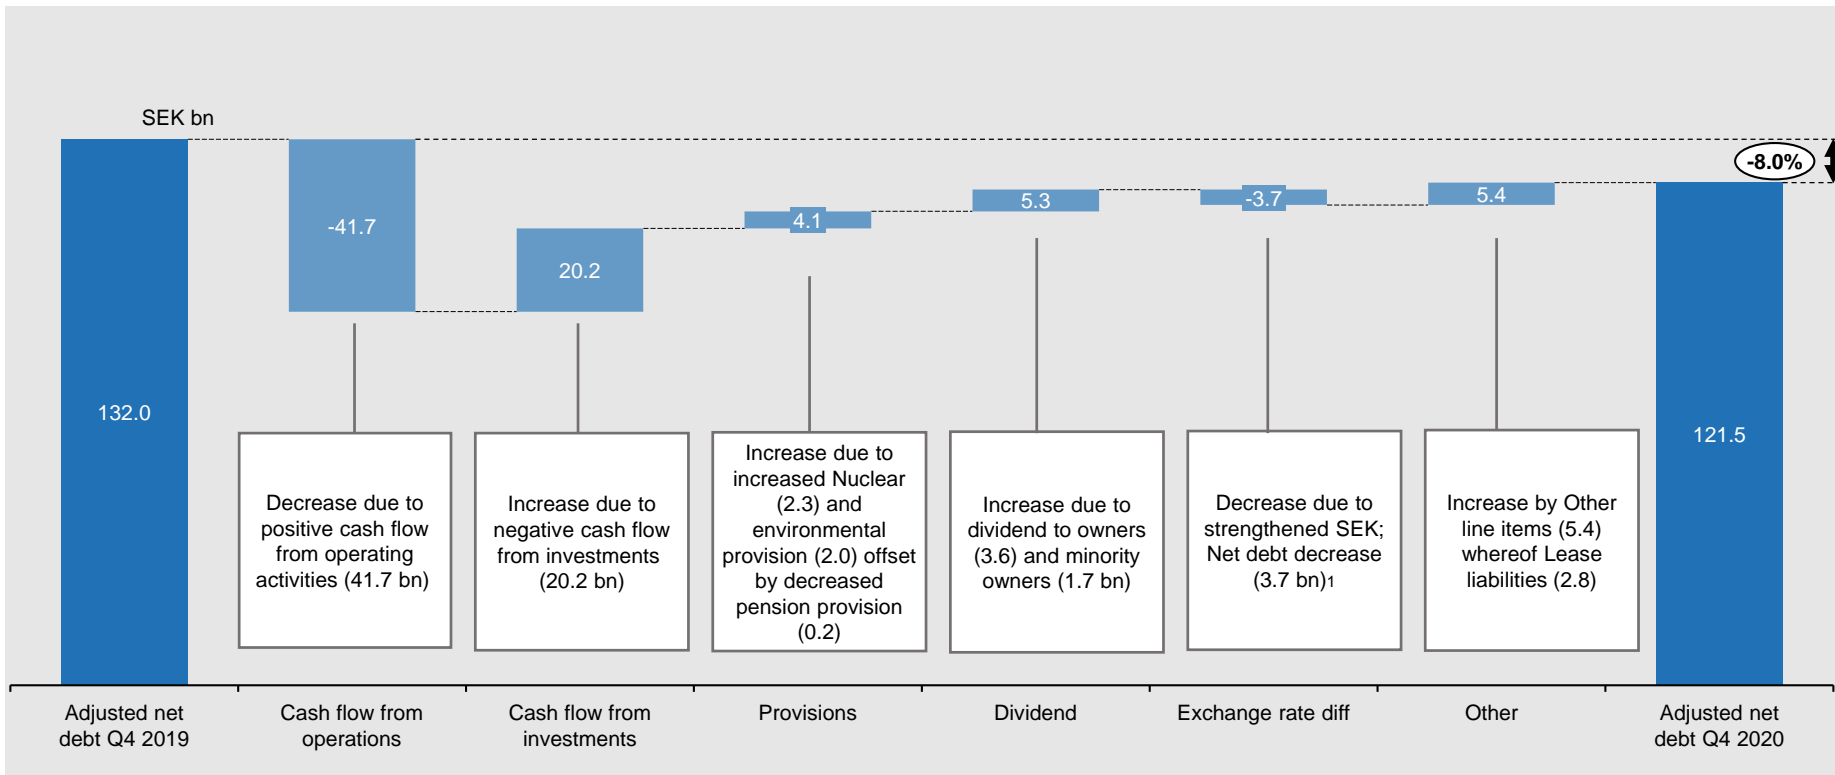 SEK bn
-8.0%
132.0
-41.7
20.2
4.1
5.3
-3.7
5.4
121.5
Decrease due to
positive cash flow
from operating
activities (41.7 bn)
Increase due to
negative cash flow
from investments
(20.2 bn)
Increase due to
increased Nuclear
(2.3) and
environmental
provision (2.0) offset
by decreased
pension provision
(0.2)
Increase due to
dividend to owners
(3.6) and minority
owners (1.7 bn)
Decrease due to
strengthened SEK;
Net debt decrease
(3.7 bn)1
Increase by Other
line items (5.4)
whereof Lease
liabilities (2.8)
Adjusted net
debt Q4 2019
Cash flow from
operations
Cash flow from
investments
Provisions
Dividend
Exchange rate diff
Other
Adjusted net
debt Q4 2020